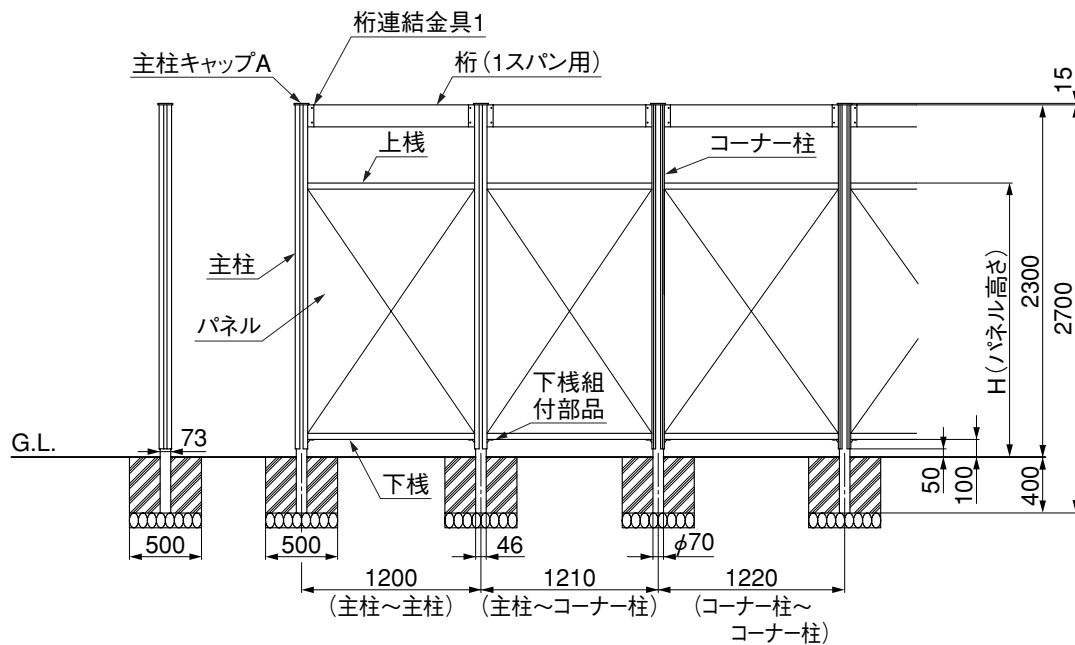 桁連結金具1
主柱キャップA
桁（1スパン用）
15
上桟
コーナー柱
主柱
パネル
H（パネル高さ）
2300
2700
下桟組
付部品
G.L.
73
下桟
50
100
400
500
500
46
φ70
1200
1210
1220
（主柱～主柱）
（主柱～コーナー柱）
（コーナー柱～
コーナー柱）